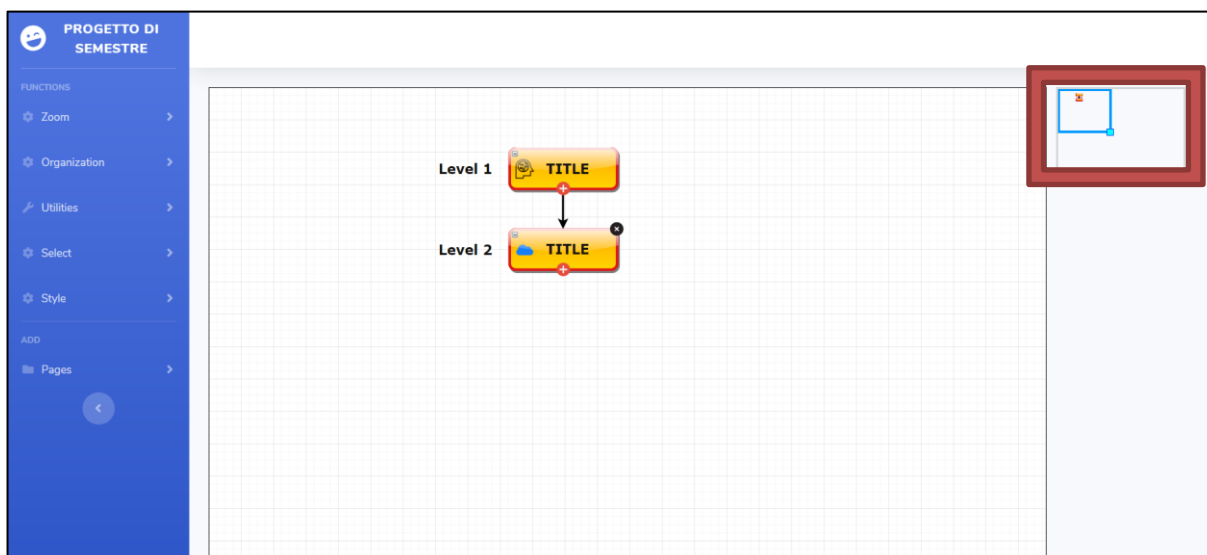 PROGETTO DI
SEMESTRE
FUNCTIONS
Zoom
Organization
Utilities
Select
Style
ADD
Pages
Level 1 TITLE
Level 2 TITLE